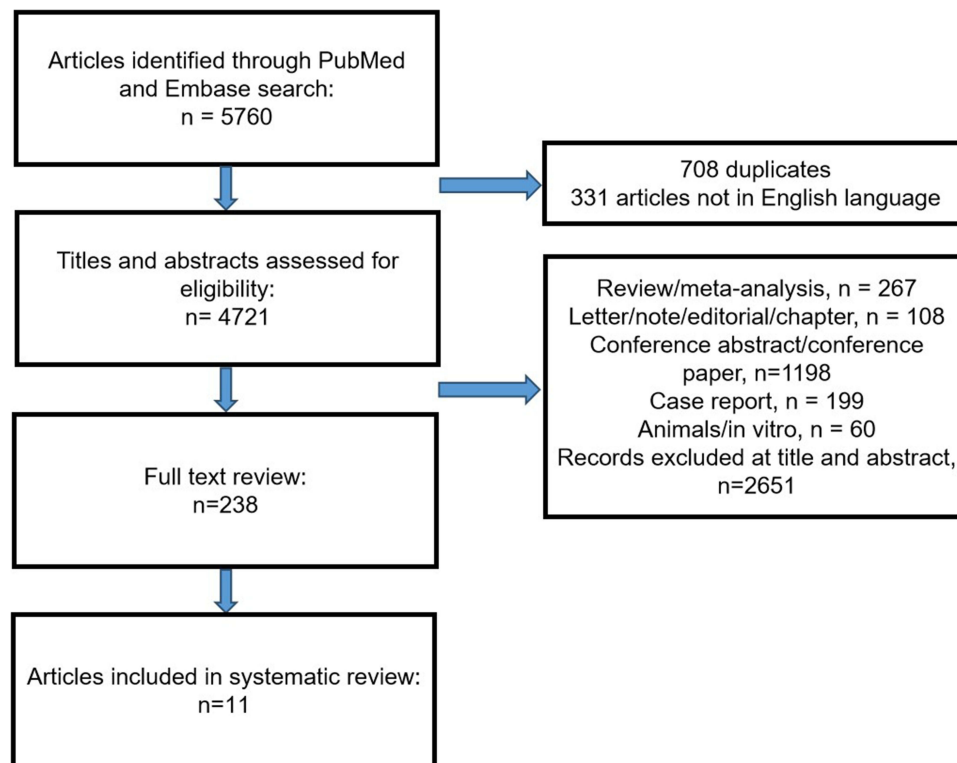 Articles identified through PubMed
and Embase search:
n = 5760
708 duplicates
331 articles not in English language
Titles and abstracts assessed for
eligibility:
n= 4721
Review/meta-analysis, n = 267
Letter/note/editorial/chapter, n = 108
Conference abstract/conference
paper, n=1198
Case report, n = 199
Animals/in vitro, n = 60
Records excluded at title and abstract,
n=2651
Full text review:
n=238
Articles included in systematic review:
n=11